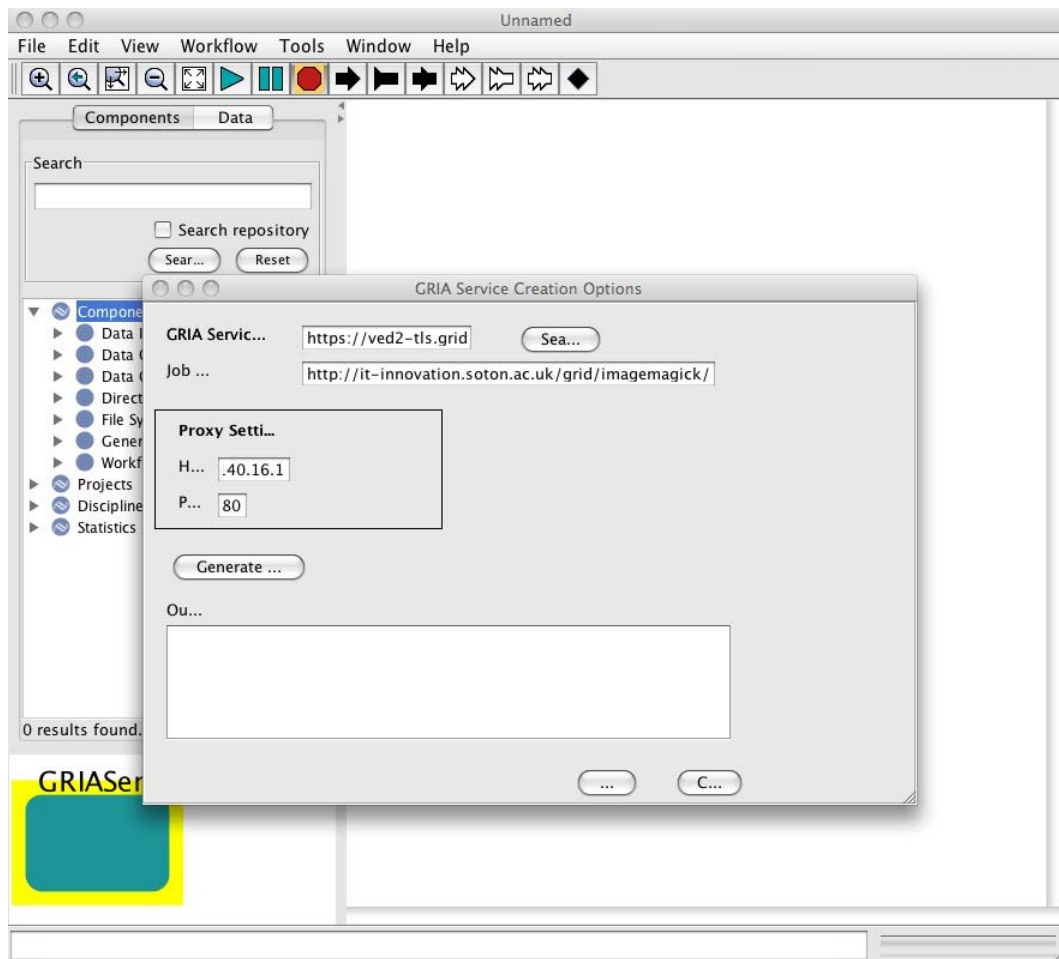 Unnamed
File Edit View Workflow Tools Window Help
Components Data
Search
Search repository
Sear... Reset
Compone
Data I
Data
Data
Direct
File Sy
Gener
Workf
Projects
Discipline
Statistics
0 results found.
GRIASer
GRIA Service Creation Options
GRIA Servic... https://ved2-tls.grid Sea...
Job ... http://it-innovation.soton.ac.uk/grid/imagemagick/
Proxy Setti...
H... .40.16.1
P... 80
Generate ...
Ou...
... C...